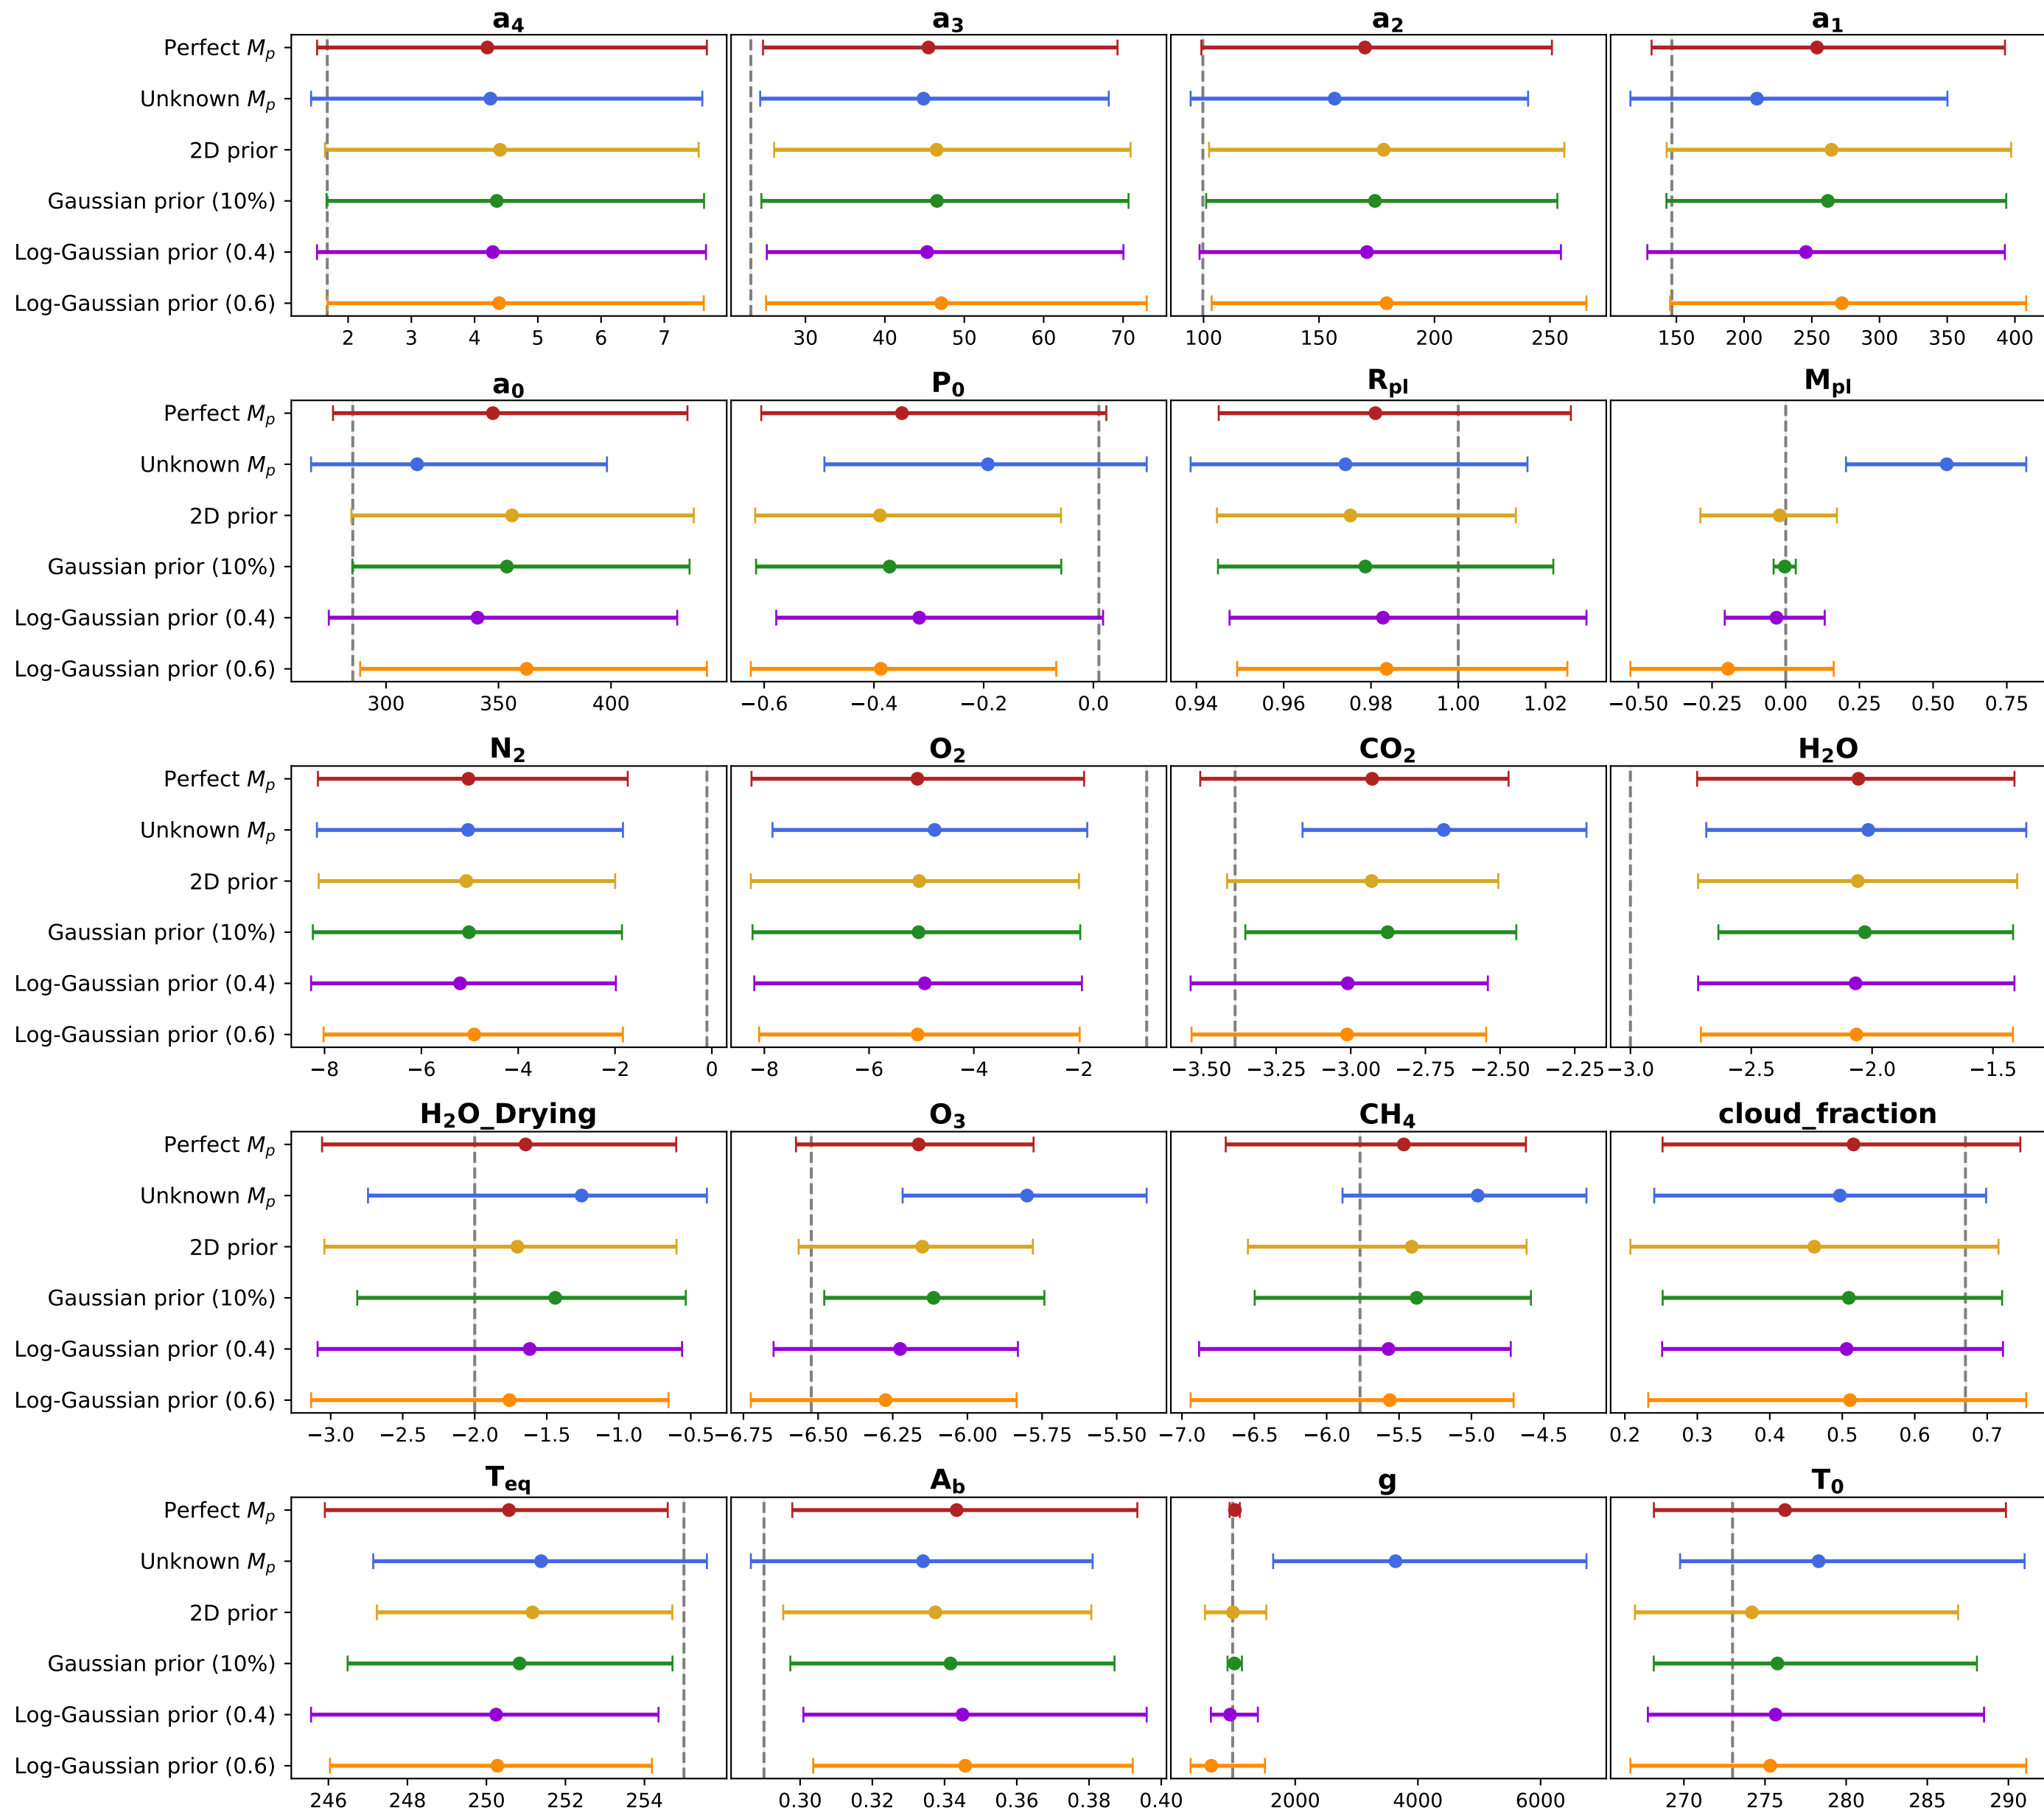 a4 a3 a2 a1
Perfect Mp
Unknown Mp
2D prior
Gaussian prior (10%)
Log-Gaussian prior (0.4)
Log-Gaussian prior (0.6)
2 3 4 5 6 7 30 40 50 60 70 100 150 200 250 150 200 250 300 350 400
a0 P0 Rpl Mpl
Perfect Mp
Unknown Mp
2D prior
Gaussian prior (10%)
Log-Gaussian prior (0.4)
Log-Gaussian prior (0.6)
300 350 400 −0.6 −0.4 −0.2 0.0 0.94 0.96 0.98 1.00 1.02 −0.50 −0.25 0.00 0.25 0.50 0.75
N2 O2 CO2 H2O
Perfect Mp
Unknown Mp
2D prior
Gaussian prior (10%)
Log-Gaussian prior (0.4)
Log-Gaussian prior (0.6)
−8 −6 −4 −2 0 −8 −6 −4 −2 −3.50 −3.25 −3.00 −2.75 −2.50 −2.25 −3.0 −2.5 −2.0 −1.5
H2O_Drying O3 CH4 cloud_fraction
Perfect Mp
Unknown Mp
2D prior
Gaussian prior (10%)
Log-Gaussian prior (0.4)
Log-Gaussian prior (0.6)
−3.0 −2.5 −2.0 −1.5 −1.0 −0.5 −6.75 −6.50 −6.25 −6.00 −5.75 −5.50 −7.0 −6.5 −6.0 −5.5 −5.0 −4.5 0.2 0.3 0.4 0.5 0.6 0.7
Teq Ab g T0
Perfect Mp
Unknown Mp
2D prior
Gaussian prior (10%)
Log-Gaussian prior (0.4)
Log-Gaussian prior (0.6)
246 248 250 252 254 0.30 0.32 0.34 0.36 0.38 0.40 2000 4000 6000 270 275 280 285 290